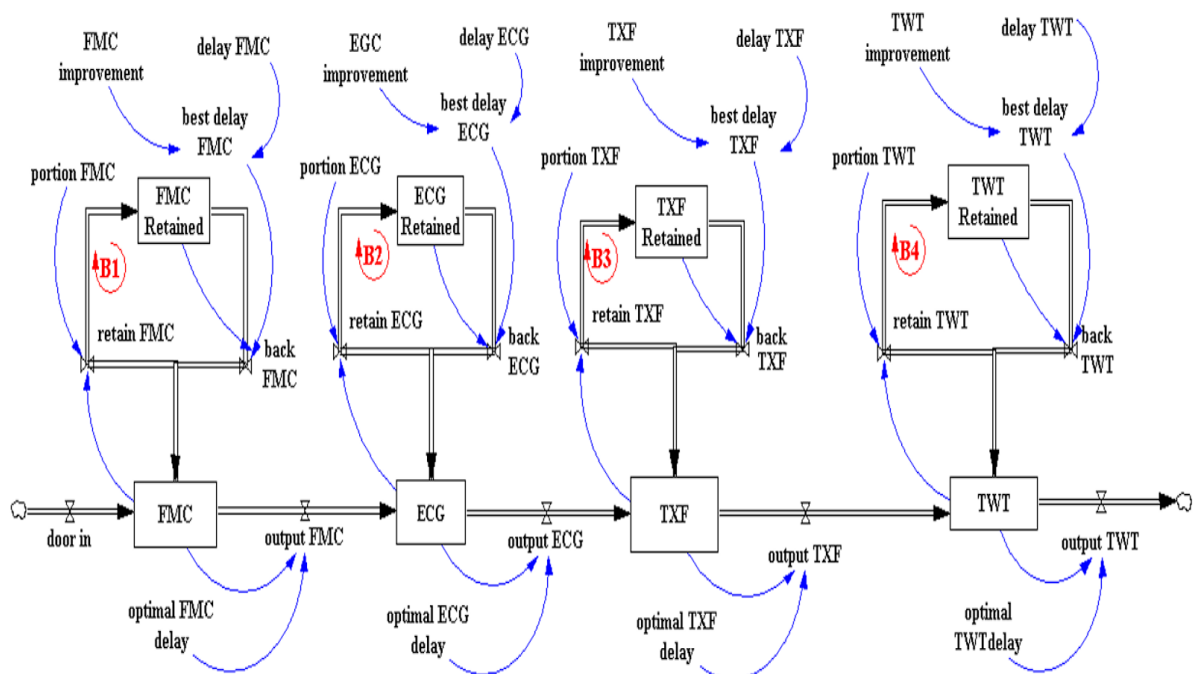 FMC
improvement
delay FMC
best delay
FMC
portion FMC
FMC
Retained
B1
retain FMC
back
FMC
door in
FMC
output FMC
optimal FMC
delay
EGC
improvement
delay ECG
best delay
ECG
portion ECG
ECG
Retained
B2
retain ECG
back
ECG
ECG
output ECG
optimal ECG
delay
TXF
improvement
delay TXF
best delay
TXF
portion TXF
TXF
Retained
B3
retain TXF
back
TXF
TXF
output TXF
optimal TXF
delay
TWT
improvement
delay TWT
best delay
TWT
portion TWT
TWT
Retained
B4
retain TWT
back
TWT
TWT
output TWT
optimal
TWTdelay